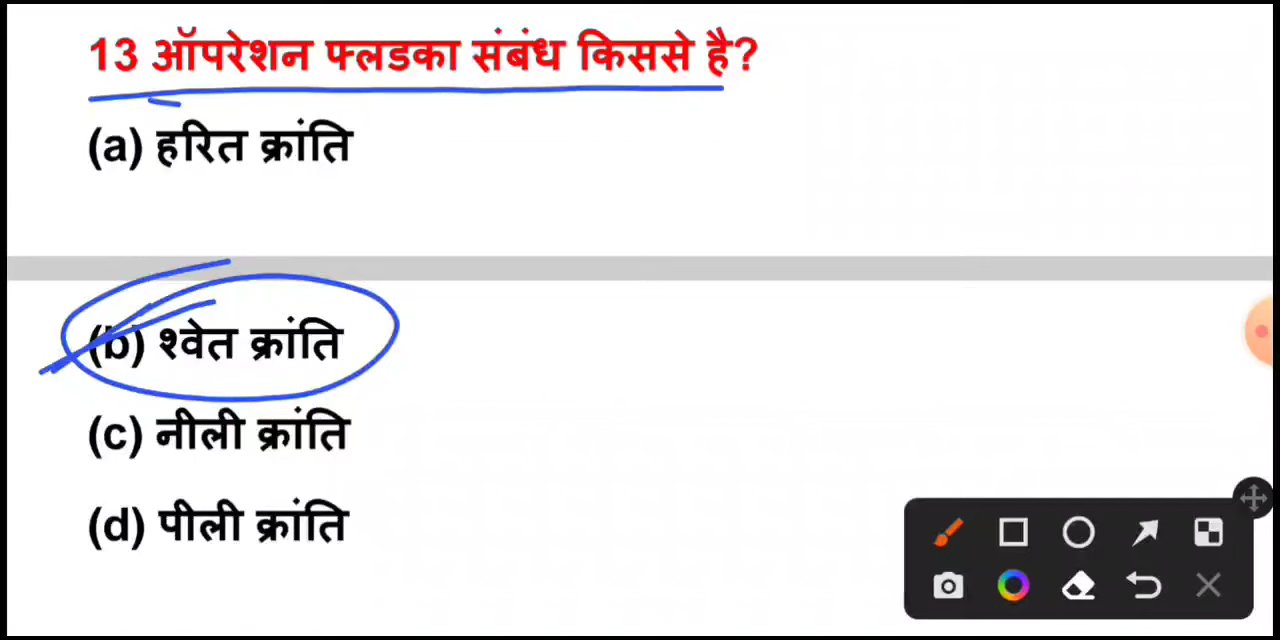 13 ऑपरेशन फ्लडका संबंध किससे है?
(a) हरित क्रांति
(b) श्वेत क्रांति
(c) नीली क्रांति
(d) पीली क्रांति